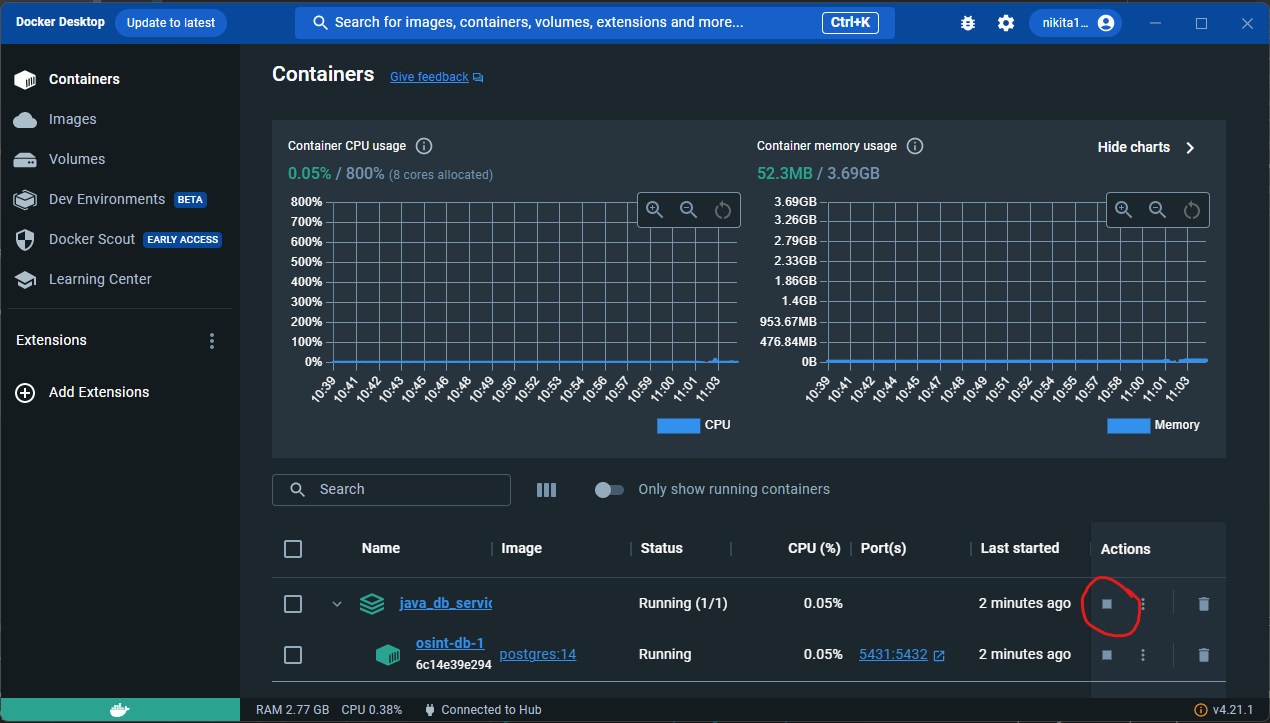 Docker Desktop Update to latest Search for images, containers, volumes, extensions and more... Ctrl+K nikita1...
Containers
Images
Volumes
Dev Environments BETA
Docker Scout EARLY ACCESS
Learning Center
Extensions
Add Extensions
Containers Give feedback
Container CPU usage
0.05% / 800% (8 cores allocated)
800%
700%
600%
500%
400%
300%
200%
100%
0%
10:39 10:41 10:42 10:43 10:45 10:46 10:48 10:49 10:50 10:52 10:53 10:54 10:56 10:57 10:59 11:00 11:01 11:03
CPU
Container memory usage
Hide charts
52.3MB / 3.69GB
3.69GB
3.26GB
2.79GB
2.33GB
1.86GB
1.4GB
953.67MB
476.84MB
0B
10:39 10:41 10:42 10:44 10:45 10:47 10:48 10:49 10:51 10:52 10:54 10:55 10:57 10:58 11:00 11:01 11:03
Memory
Search Only show running containers
Name Image Status CPU (%) Port(s) Last started Actions
java_db_servic Running (1/1) 0.05% 2 minutes ago
osint-db-1
6c14e39e294
postgres:14 Running 0.05% 5431:5432 2 minutes ago
RAM 2.77 GB CPU 0.38% Connected to Hub v4.21.1